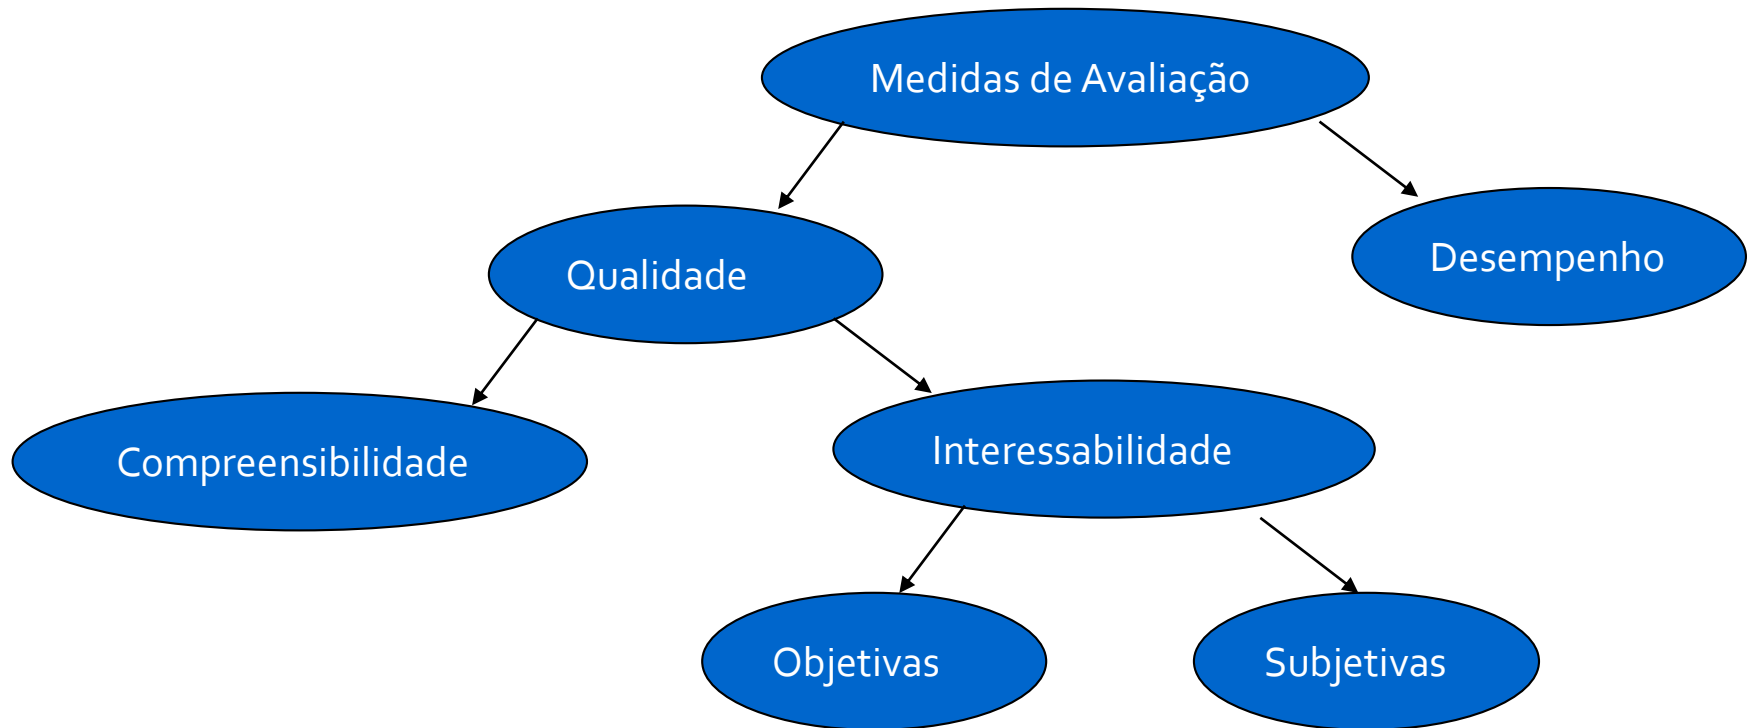 Medidas de Avaliação
Qualidade
Desempenho
Compreensibilidade
Interessabilidade
Objetivas
Subjetivas